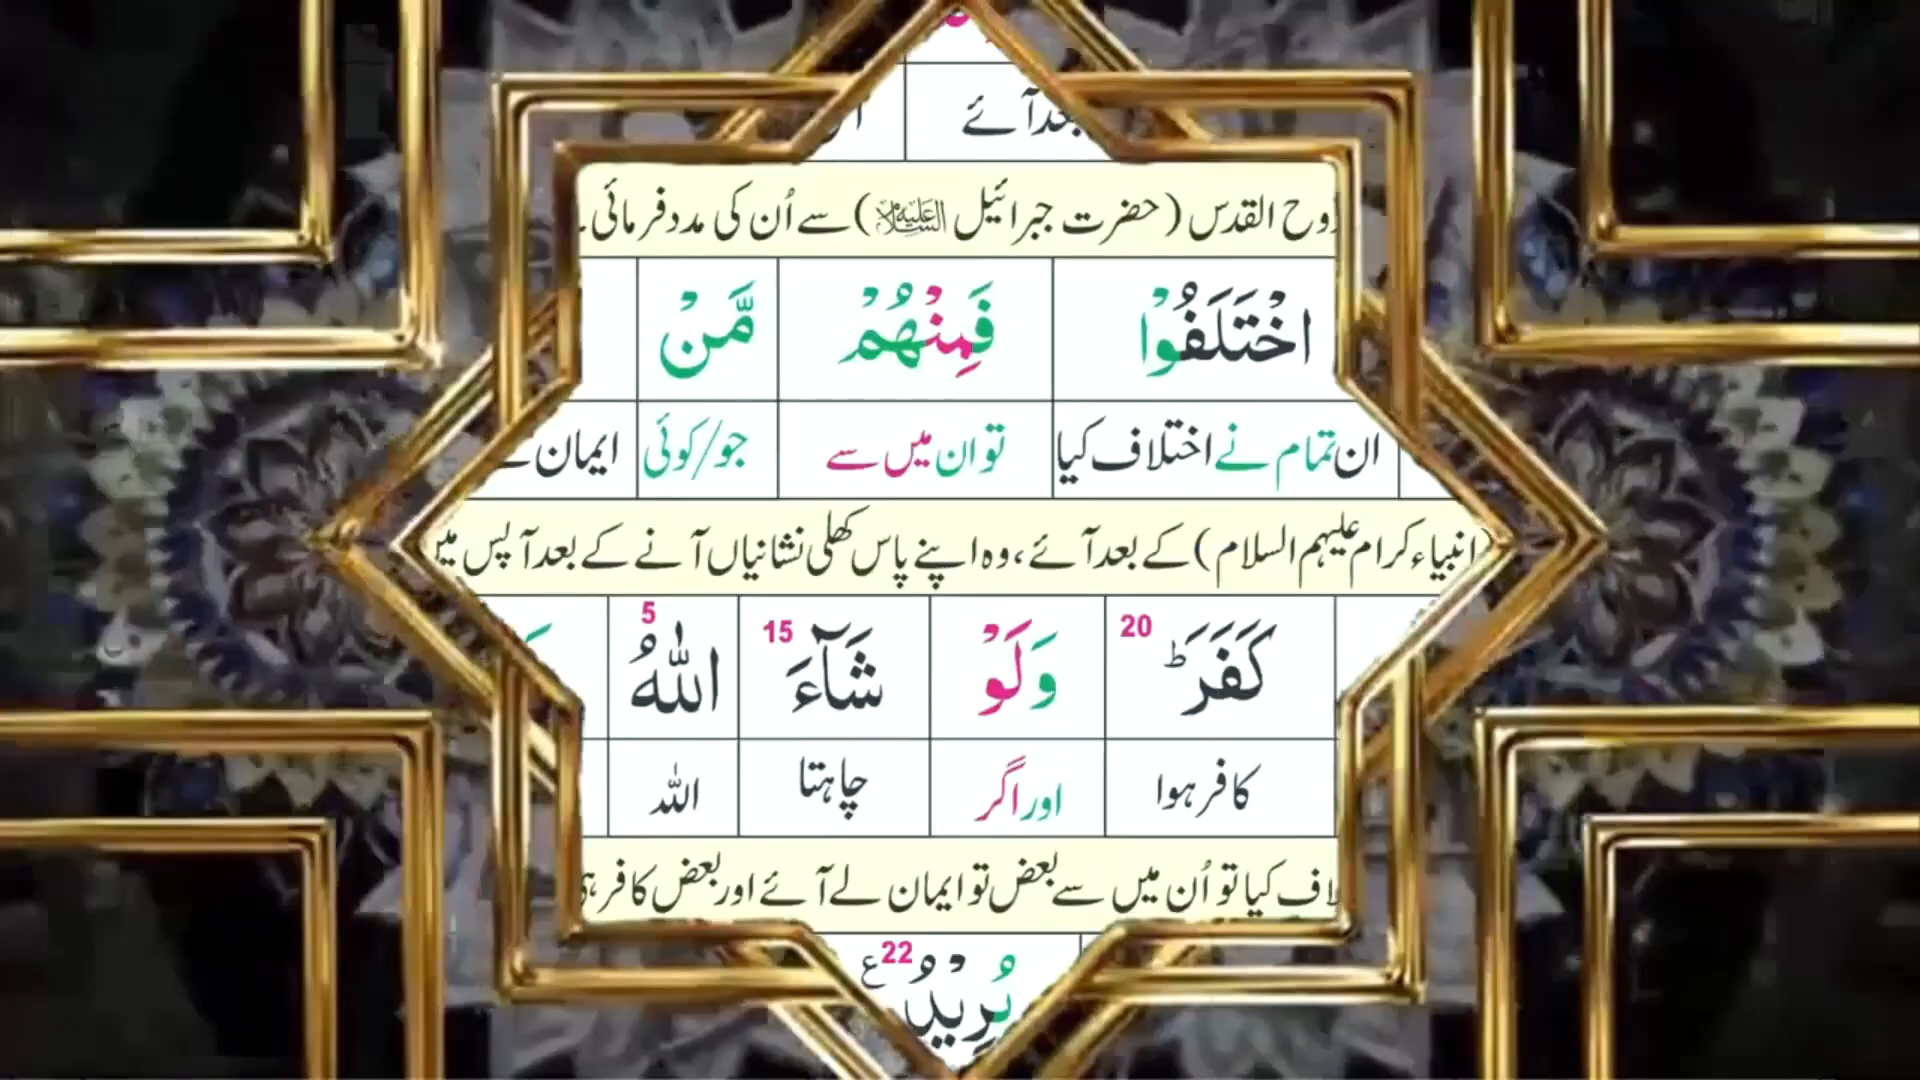 بعد آئے
روح القدس (حضرت جبرائیل علیہ السلام) سے اُن کی مدد فرمائی۔
اخْتَلَفُوْا فَمِنْهُمْ مَّنْ
ان تمام نے اختلاف کیا تو ان میں سے جو/کوئی ایمان
(انبیاء کرام علیہم السلام) کے بعد آئے، وہ اپنے پاس کھلی نشانیاں آنے کے بعد آپس میں
كَفَرَ ؕ 20 وَلَوْ شَآءَ 15 اللّٰهُ 5
کافر ہوا اور اگر چاہتا اللہ
کیا تو اُن میں سے بعض تو ایمان لے آئے اور بعض کافر
يُرِيْدُ 22 ع